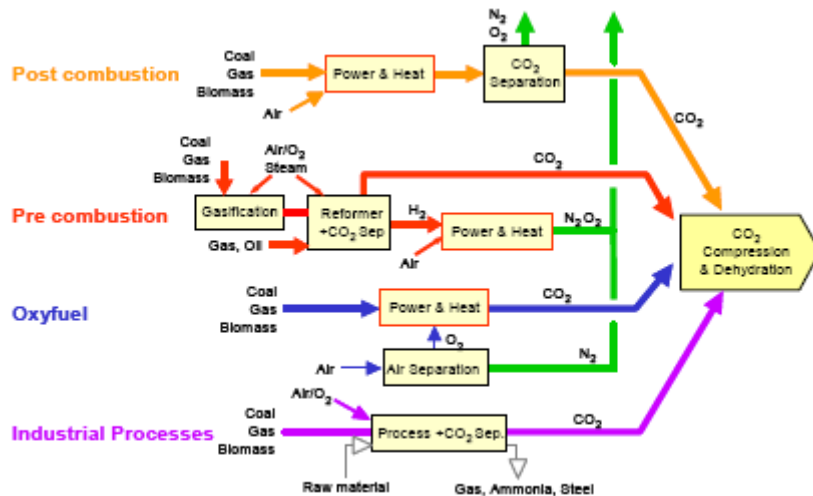 N2
O2
Coal
Gas
Biomass
Post combustion
Power & Heat
CO2
Separation
Air
CO2
Coal
Gas
Biomass
Air/O2
Steam
CO2
Pre combustion
Gasification
Reformer
+CO2 Sep
H2
Power & Heat
N2 O2
CO2
Compression
& Dehydration
Gas, Oil
Air
Oxyfuel
Coal
Gas
Biomass
Power & Heat
CO2
O2
Air
Air Separation
N2
Air/O2
Industrial Processes
Coal
Gas
Biomass
Process +CO2 Sep.
CO2
Raw material
Gas, Ammonia, Steel